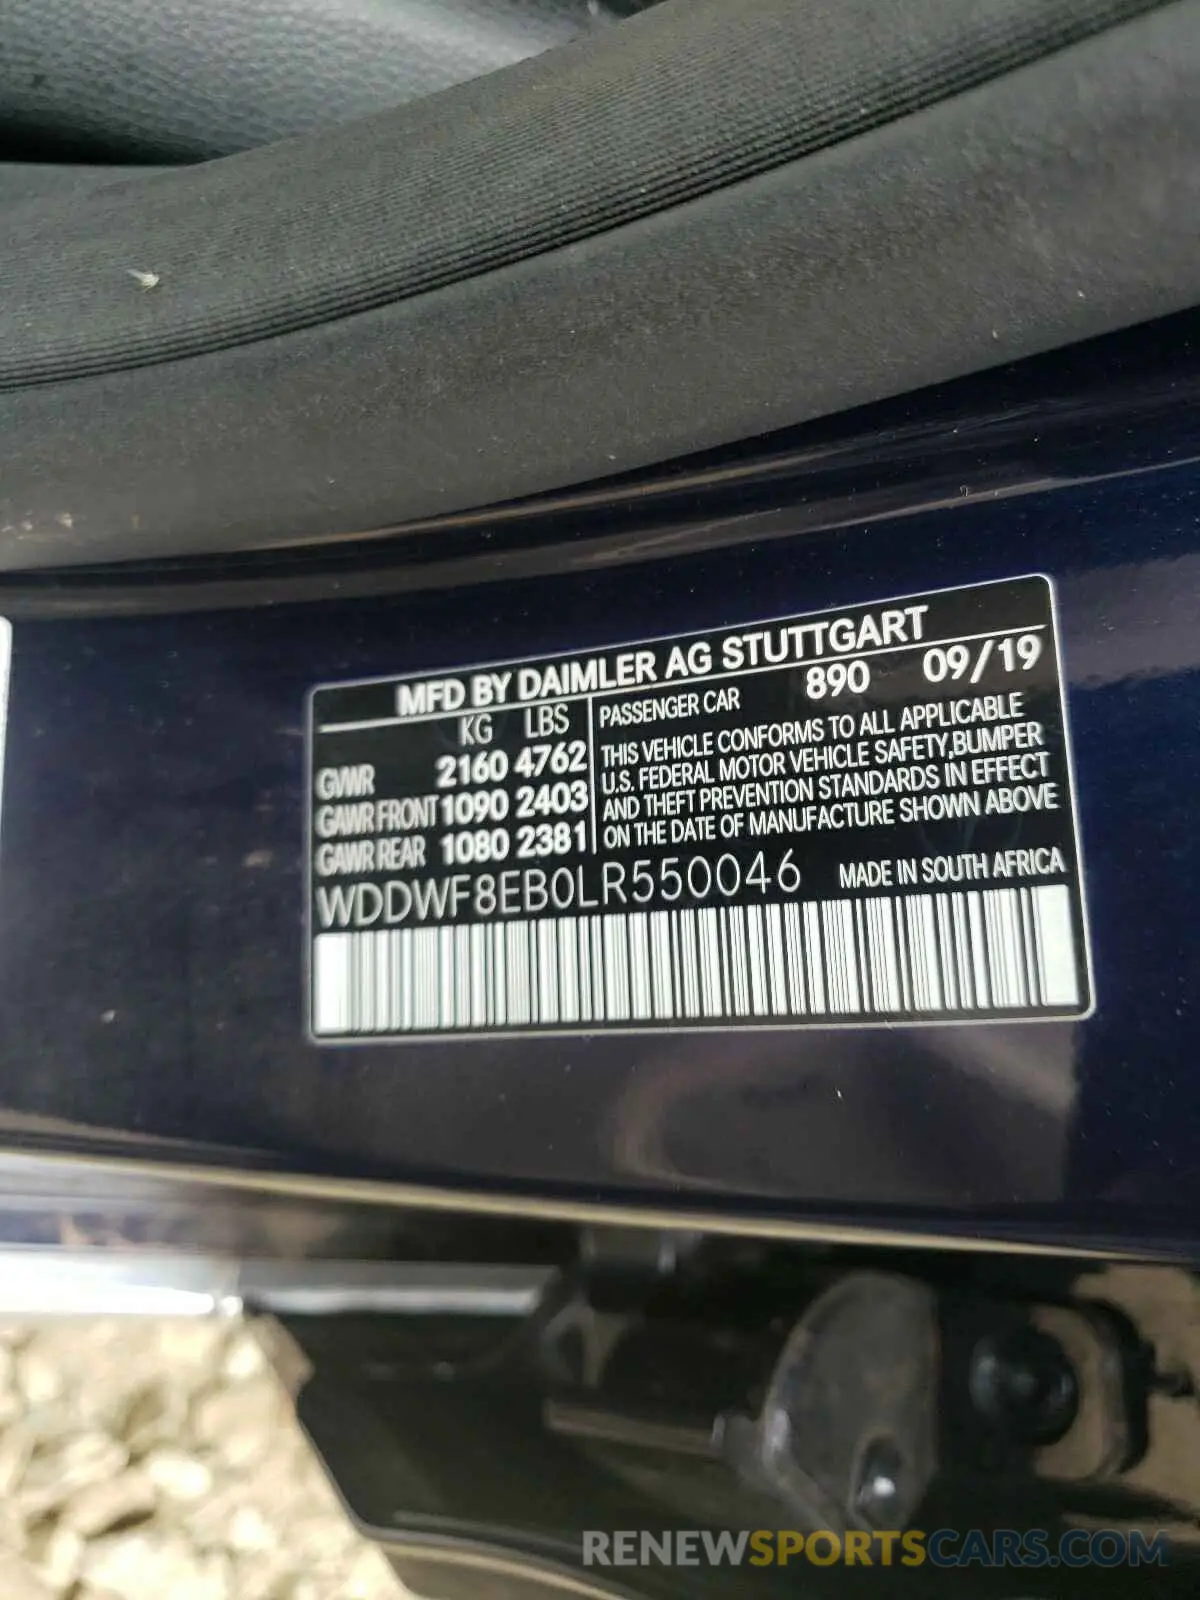 MFD BY DAIMLER AG STUTTGART
KG LBS
GVWR 2160 4762
GAWR FRONT 1090 2403
GAWR REAR 1080 2381
PASSENGER CAR 890 09/19
THIS VEHICLE CONFORMS TO ALL APPLICABLE
U.S. FEDERAL MOTOR VEHICLE SAFETY,BUMPER
AND THEFT PREVENTION STANDARDS IN EFFECT
ON THE DATE OF MANUFACTURE SHOWN ABOVE
WDDWF8EB0LR550046 MADE IN SOUTH AFRICA
RENEWSPORTSCARS.COM